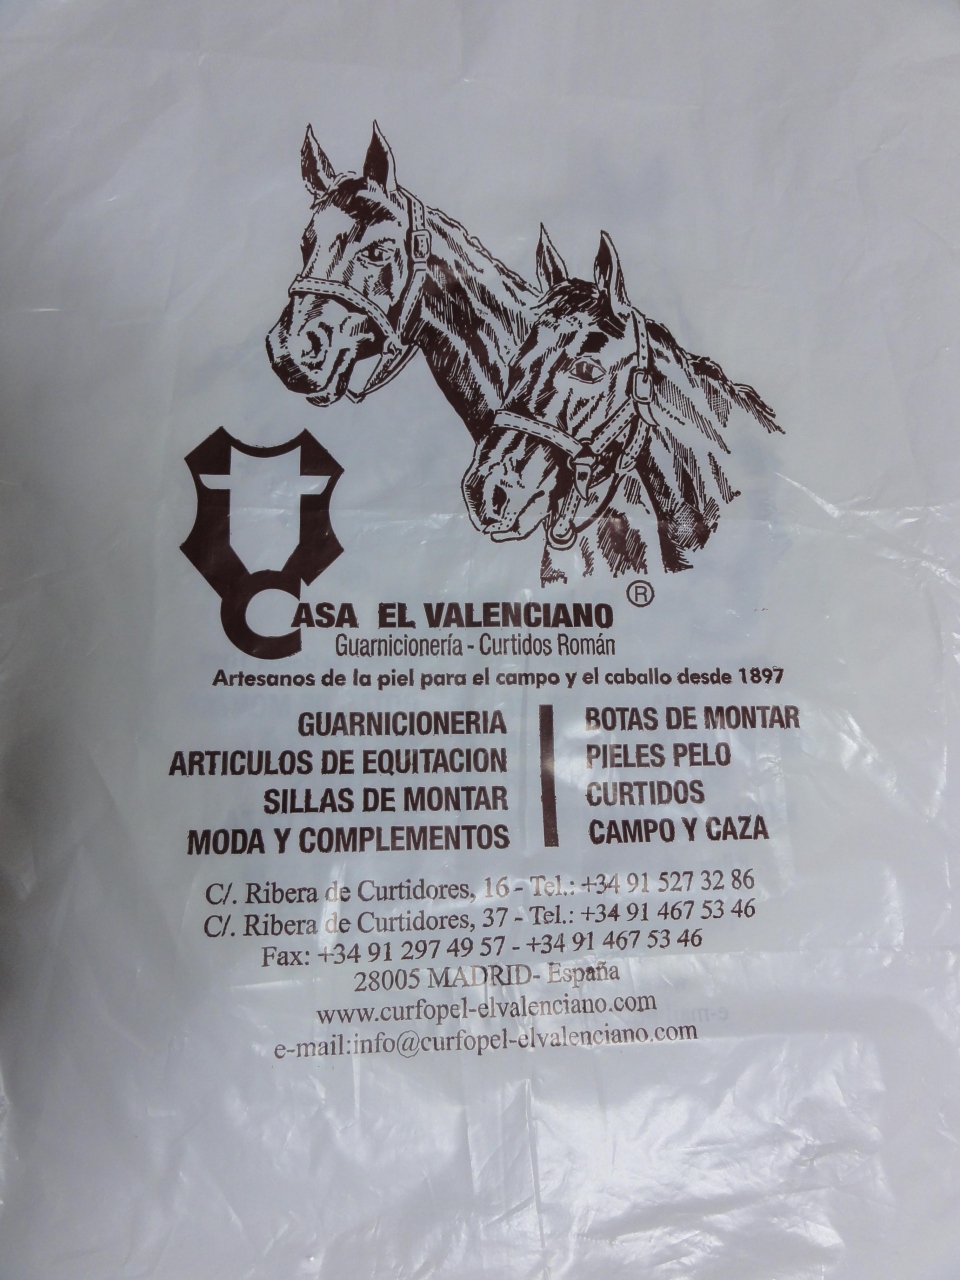 CASA EL VALENCIANO ®
Guarnicionería - Curtidos Román
Artesanos de la piel para el campo y el caballo desde 1897
GUARNICIONERIA
ARTICULOS DE EQUITACION
SILLAS DE MONTAR
MODA Y COMPLEMENTOS
BOTAS DE MONTAR
PIELES PELO
CURTIDOS
CAMPO Y CAZA
C/. Ribera de Curtidores, 16 - Tel.: +34 91 527 32 86
C/. Ribera de Curtidores, 37 - Tel.: +34 91 467 53 46
Fax: +34 91 297 49 57 - +34 91 467 53 46
28005 MADRID- España
www.curfopel-elvalenciano.com
e-mail:info@curfopel-elvalenciano.com